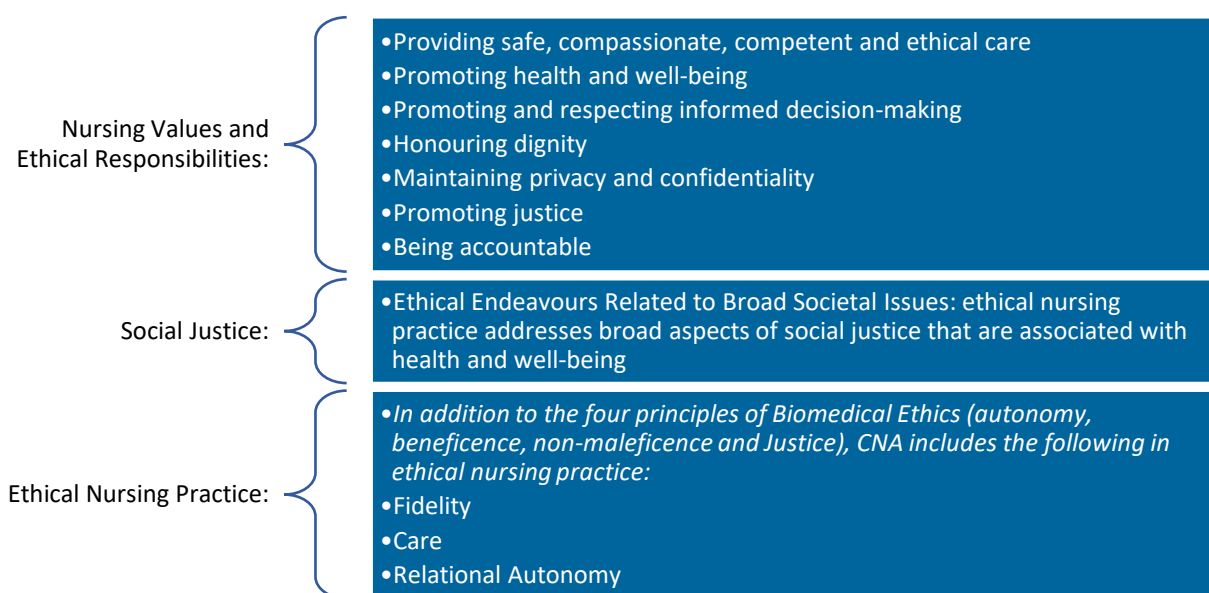 Nursing Values and
Ethical Responsibilities:
•Providing safe, compassionate, competent and ethical care
•Promoting health and well-being
•Promoting and respecting informed decision-making
•Honouring dignity
•Maintaining privacy and confidentiality
•Promoting justice
•Being accountable
Social Justice:
•Ethical Endeavours Related to Broad Societal Issues: ethical nursing
practice addresses broad aspects of social justice that are associated with
health and well-being
Ethical Nursing Practice:
•In addition to the four principles of Biomedical Ethics (autonomy,
beneficence, non-maleficence and Justice), CNA includes the following in
ethical nursing practice:
•Fidelity
•Care
•Relational Autonomy